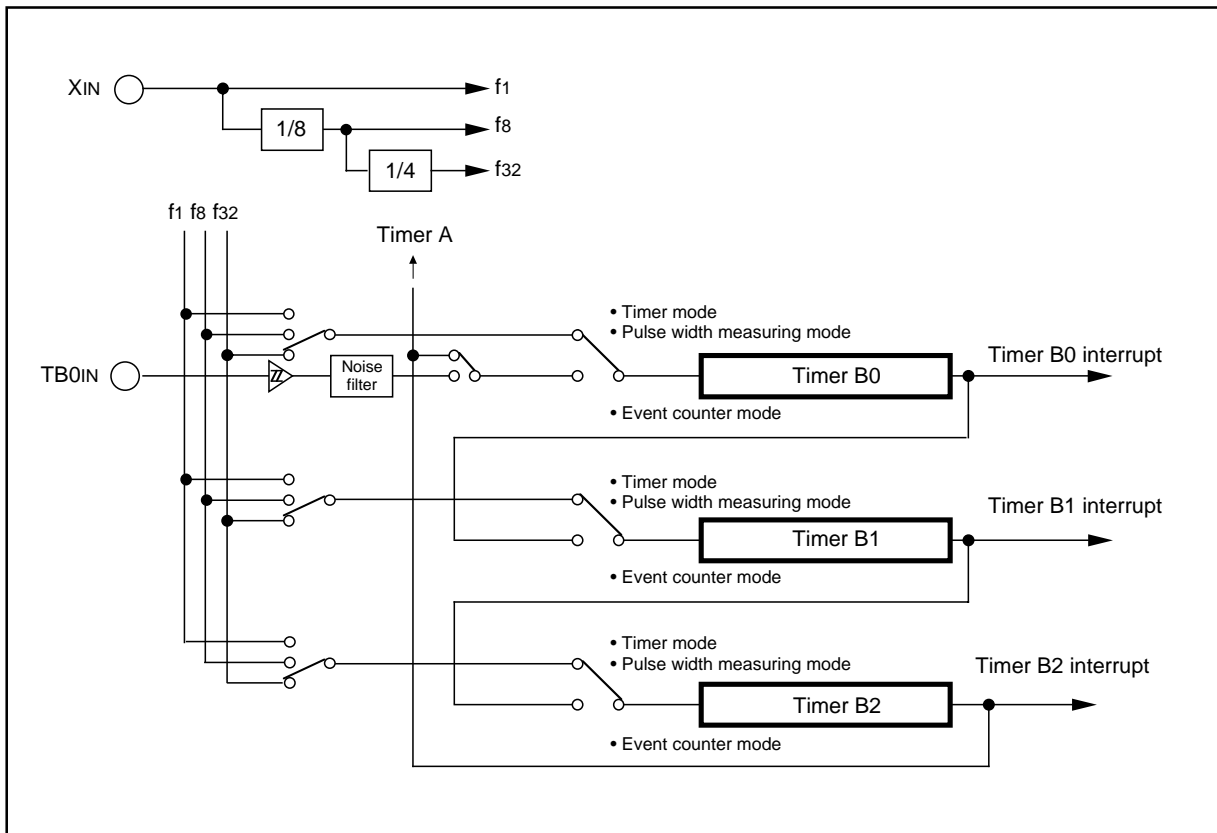 XIN
f1
1/8
f8
1/4
f32
f1 f8 f32
Timer A
• Timer mode
• Pulse width measuring mode
TB0IN
Noise
filter
Timer B0
Timer B0 interrupt
• Event counter mode
• Timer mode
• Pulse width measuring mode
Timer B1
Timer B1 interrupt
• Event counter mode
• Timer mode
• Pulse width measuring mode
Timer B2
Timer B2 interrupt
• Event counter mode